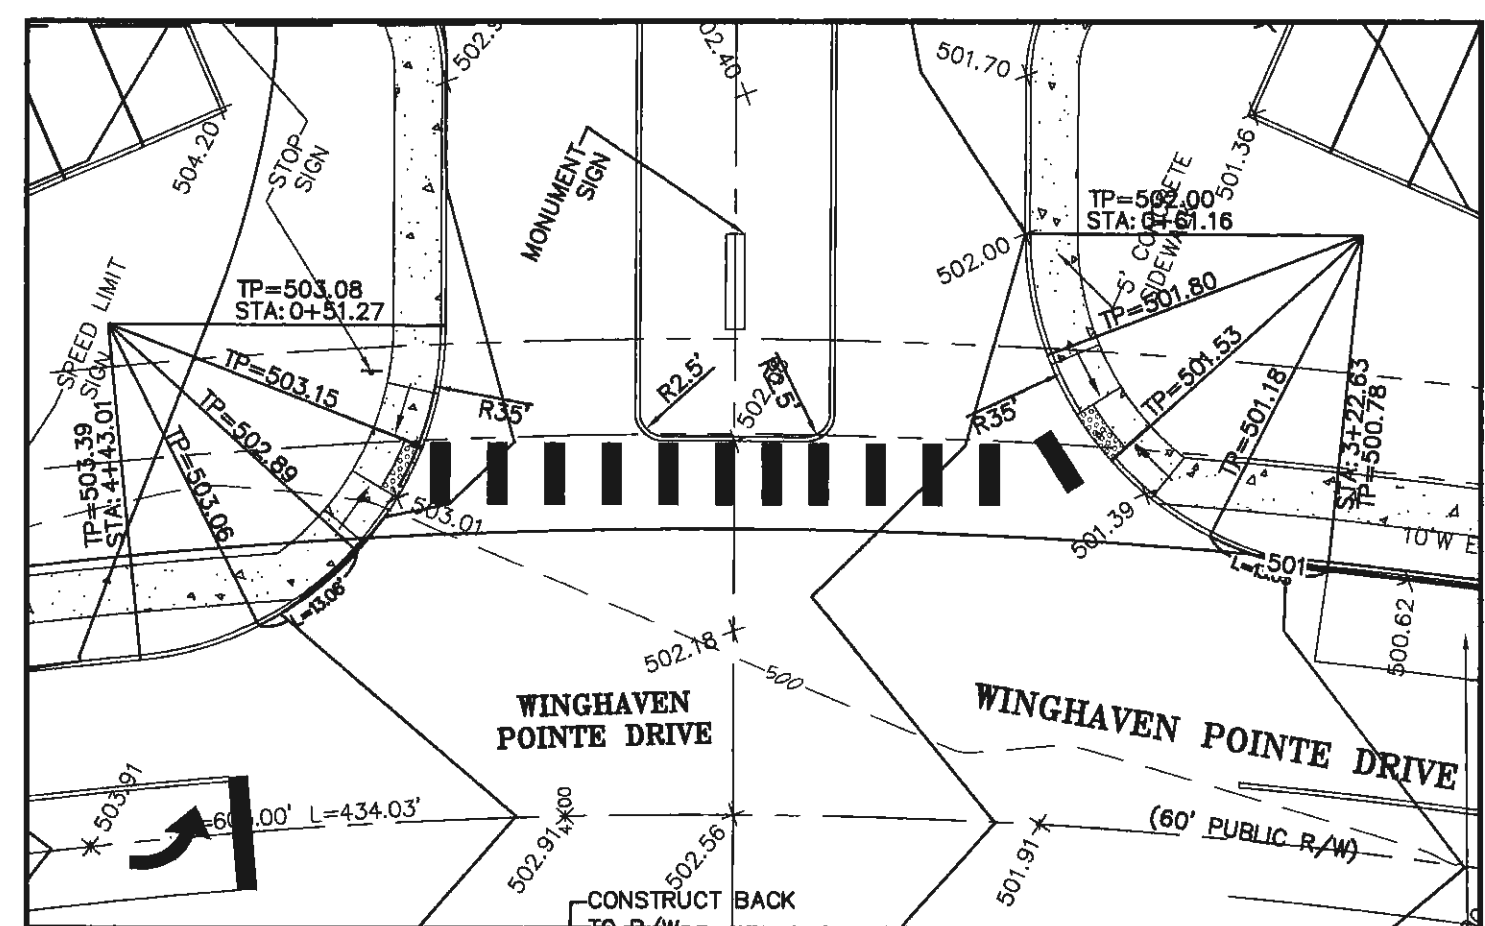 502.9
02.40
501.70
504.20
STOP
SIGN
MONUMENT
SIGN
501.36
TP=502.00
STA: 0+61.16
5' CONCRETE
SIDEWALK
502.00
SPEED LIMIT
SIGN
TP=503.08
STA: 0+51.27
TP=501.80
TP=503.15
R35'
R2.5'
R35'
TP=501.53
TP=501.18
STA: 3+22.63
TP=500.78
TP=503.39
STA: 4+43.01
TP=502.89
TP=503.06
503.01
501.39
10'W E
501
L=13.06'
500.62
502.18
500
WINGHAVEN
POINTE DRIVE
WINGHAVEN POINTE DRIVE
(60' PUBLIC R/W)
503.91
L=434.03'
502.91
502.56
501.91
CONSTRUCT BACK
TO R/W